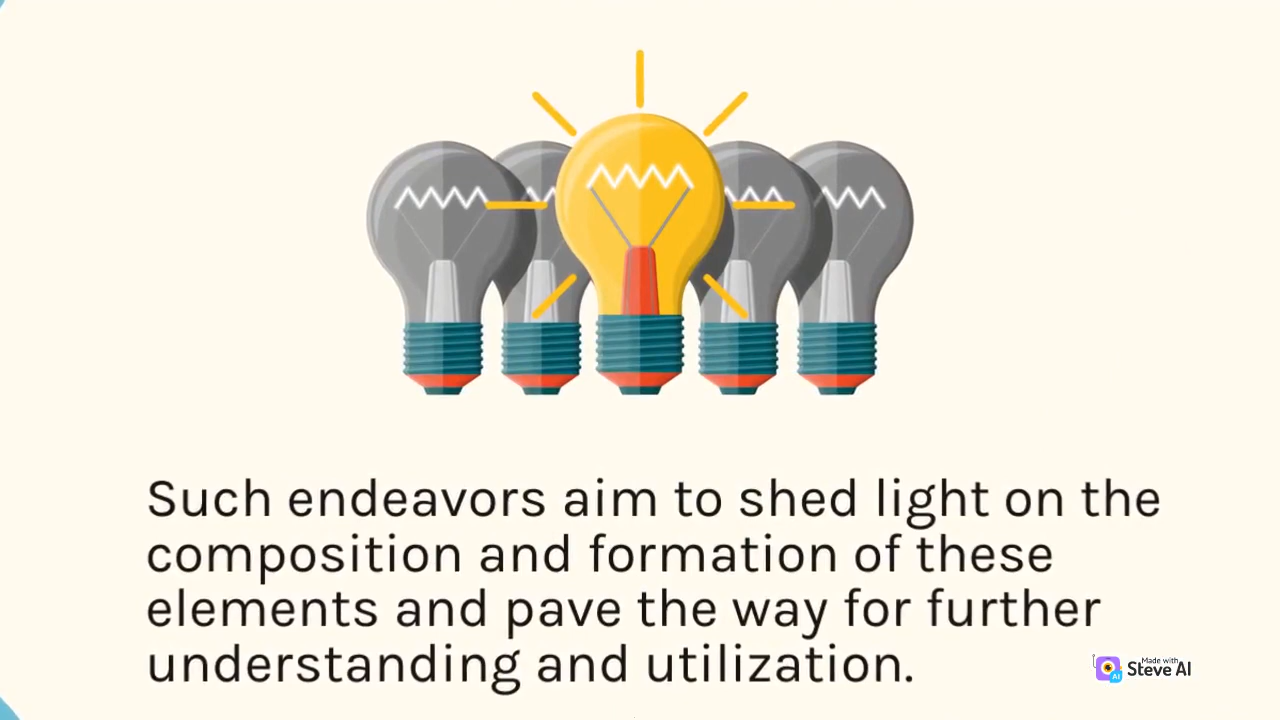 Such endeavors aim to shed light on the
composition and formation of these
elements and pave the way for further
understanding and utilization.
Made with
Steve AI
AI